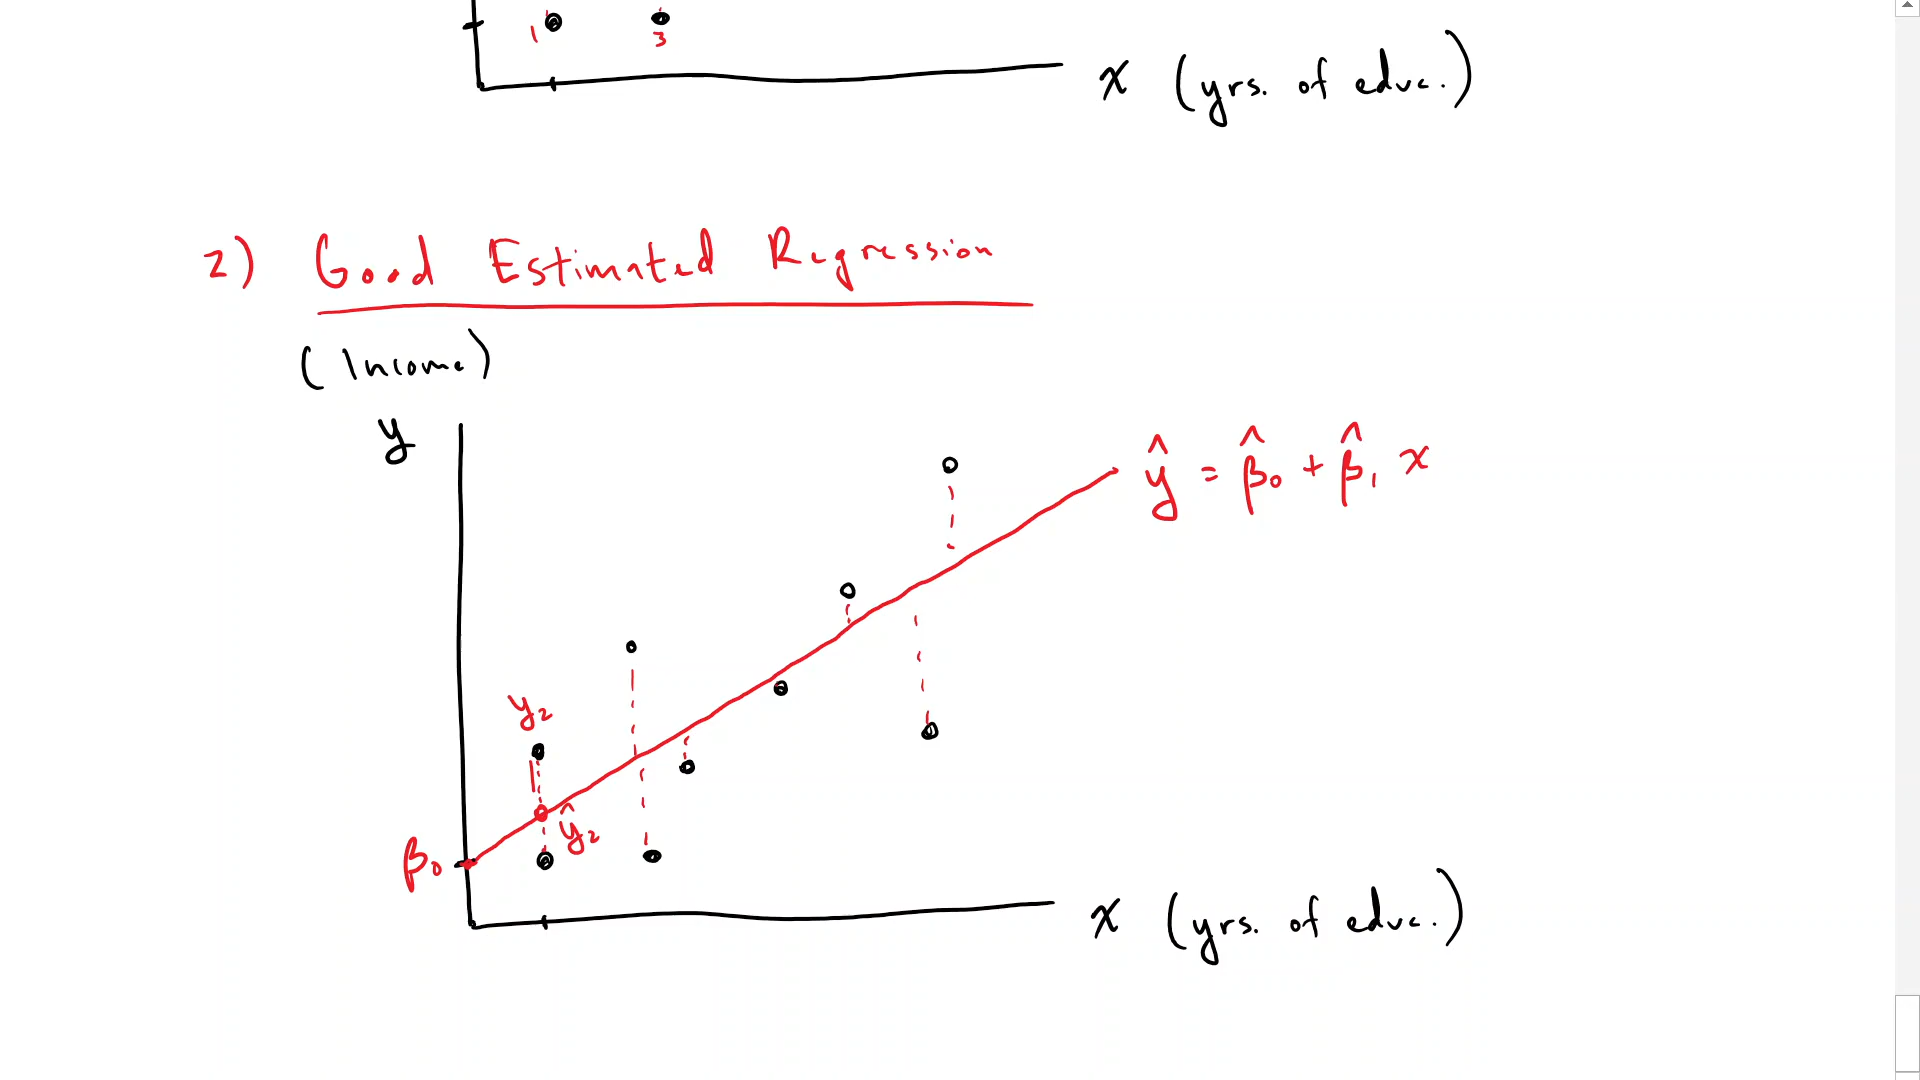 1 3
x (yrs. of educ.)
2) Good Estimated Regression
(Income)
y
ŷ = β̂₀ + β̂₁ x
y₂
ŷ₂
β₀
x (yrs. of educ.)